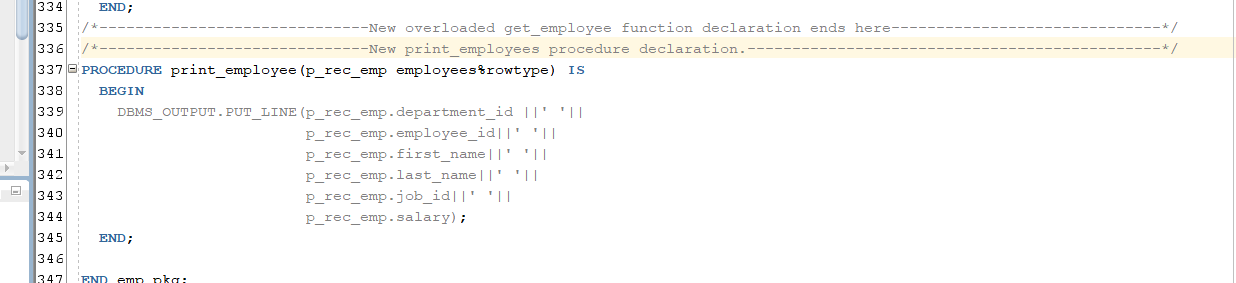 334 END;
335 /*------------------------------New overloaded get_employee function declaration ends here------------------------------*/
336 /*------------------------------New print_employees procedure declaration.----------------------------------------------*/
337 PROCEDURE print_employee(p_rec_emp employees%rowtype) IS
338 BEGIN
339 DBMS_OUTPUT.PUT_LINE(p_rec_emp.department_id ||' '||
340 p_rec_emp.employee_id||' '||
341 p_rec_emp.first_name||' '||
342 p_rec_emp.last_name||' '||
343 p_rec_emp.job_id||' '||
344 p_rec_emp.salary);
345 END;
346
347 END emp_pkg;